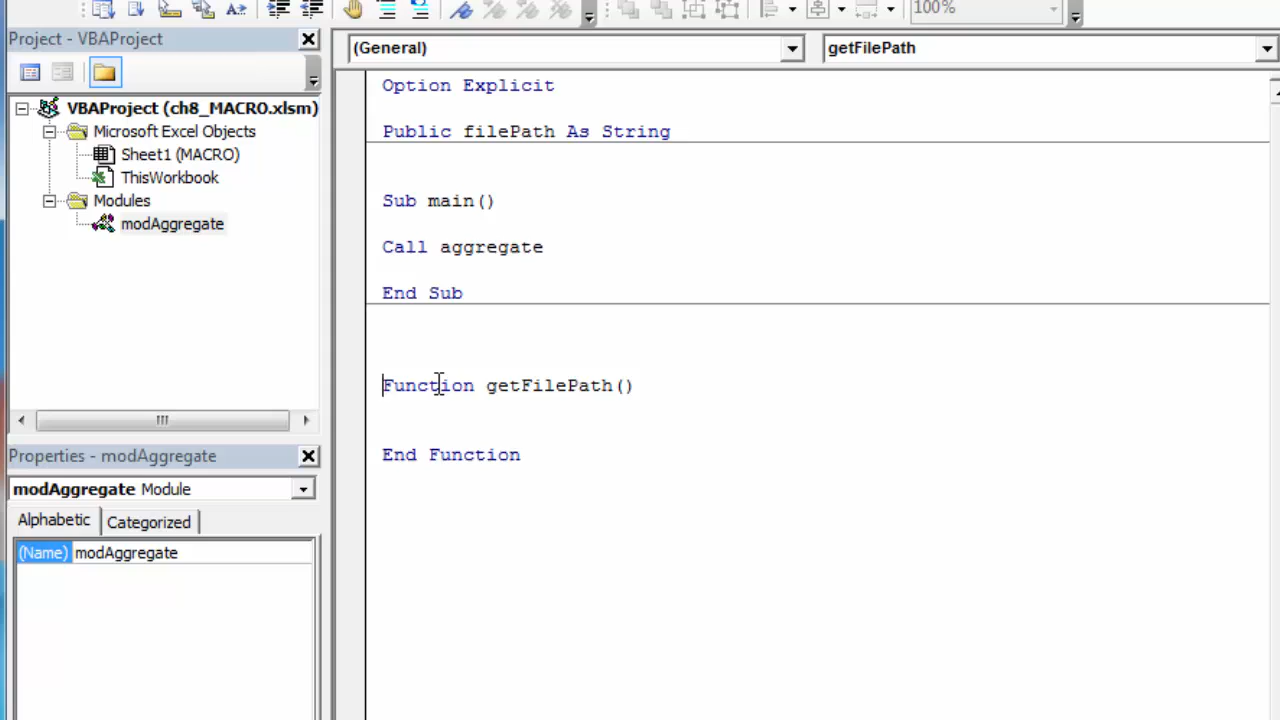 100%
Project - VBAProject
(General)
getFilePath
VBAProject (ch8_MACRO.xlsm)
Microsoft Excel Objects
Sheet1 (MACRO)
ThisWorkbook
Modules
modAggregate
Properties - modAggregate
modAggregate Module
Alphabetic
Categorized
(Name) modAggregate
Option Explicit
Public filePath As String
Sub main()
Call aggregate
End Sub
Function getFilePath()
End Function